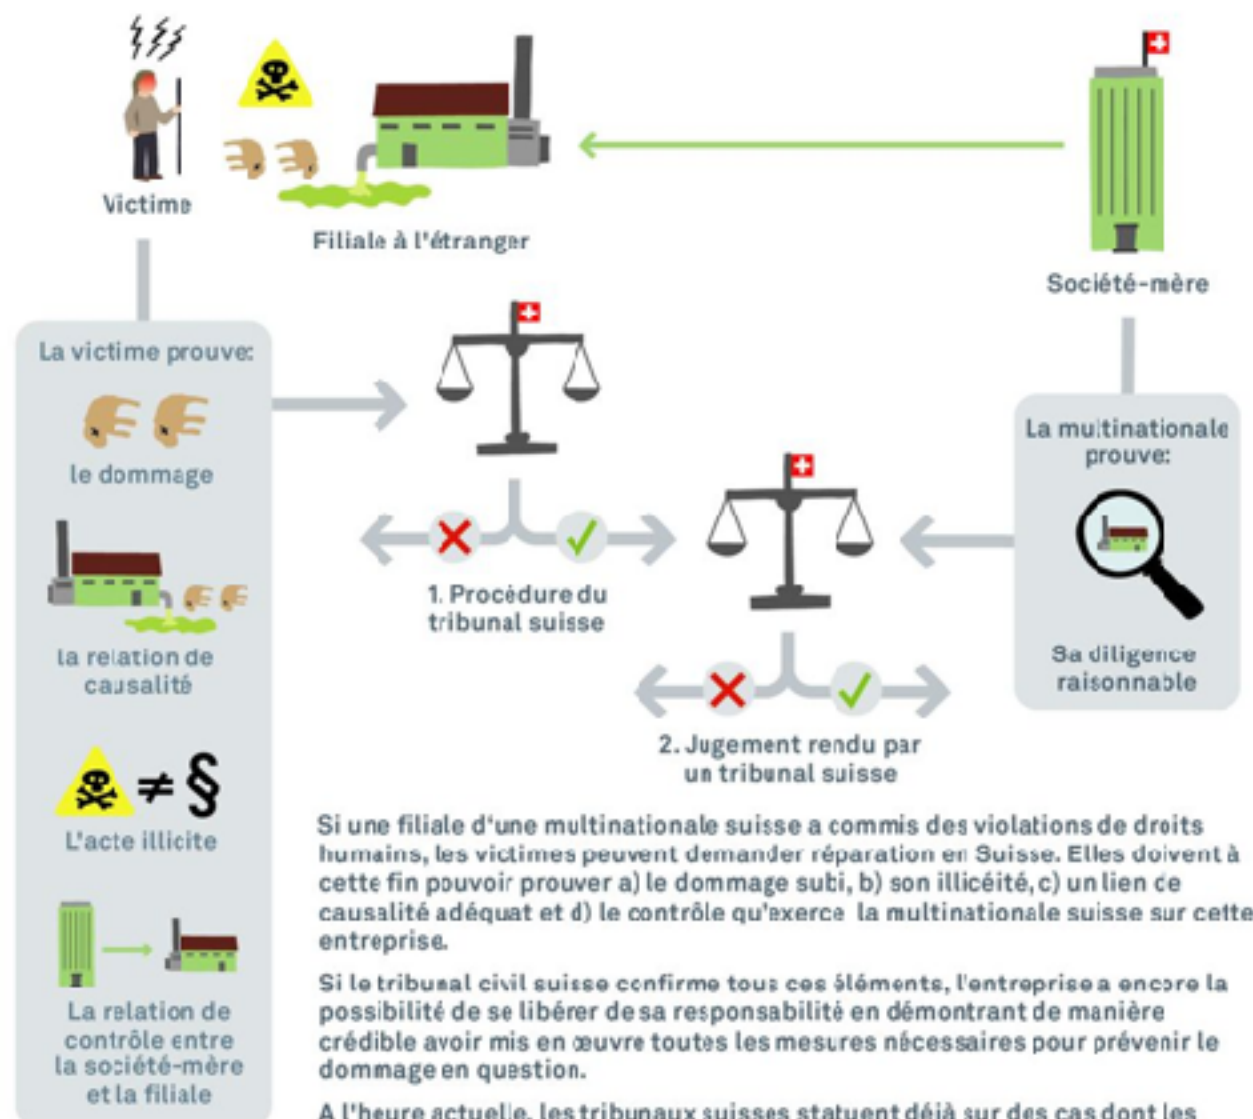 Victime
Filiale à l'étranger
Société-mère
La victime prouve:
le dommage
la relation de
causalité
≠ §
L'acte illicite
La relation de
contrôle entre
la société-mère
et la filiale
1. Procédure du
tribunal suisse
La multinationale
prouve:
Sa diligence
raisonnable
2. Jugement rendu par
un tribunal suisse
Si une filiale d'une multinationale suisse a commis des violations de droits
humains, les victimes peuvent demander réparation en Suisse. Elles doivent à
cette fin pouvoir prouver a) le dommage subi, b) son illicéité, c) un lien de
causalité adéquat et d) le contrôle qu'exerce la multinationale suisse sur cette
entreprise.
Si le tribunal civil suisse confirme tous ces éléments, l'entreprise a encore la
possibilité de se libérer de sa responsabilité en démontrant de manière
crédible avoir mis en œuvre toutes les mesures nécessaires pour prévenir le
dommage en question.
A l'heure actuelle, les tribunaux suisses statuent déjà sur des cas dont les